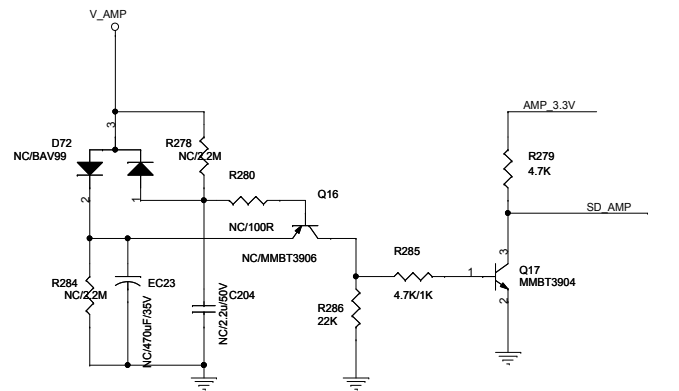 V_AMP
AMP_3.3V
3
D72
NC/BAV99
R278
NC/2.2M
R279
4.7K
R280
Q16
2
1
SD_AMP
NC/100R
NC/MMBT3906
R285
3
1
Q17
MMBT3904
R284
NC/2.2M
EC23
C204
4.7K/1K
2
R286
22K
NC/470uF/35V
NC/2.2u/50V